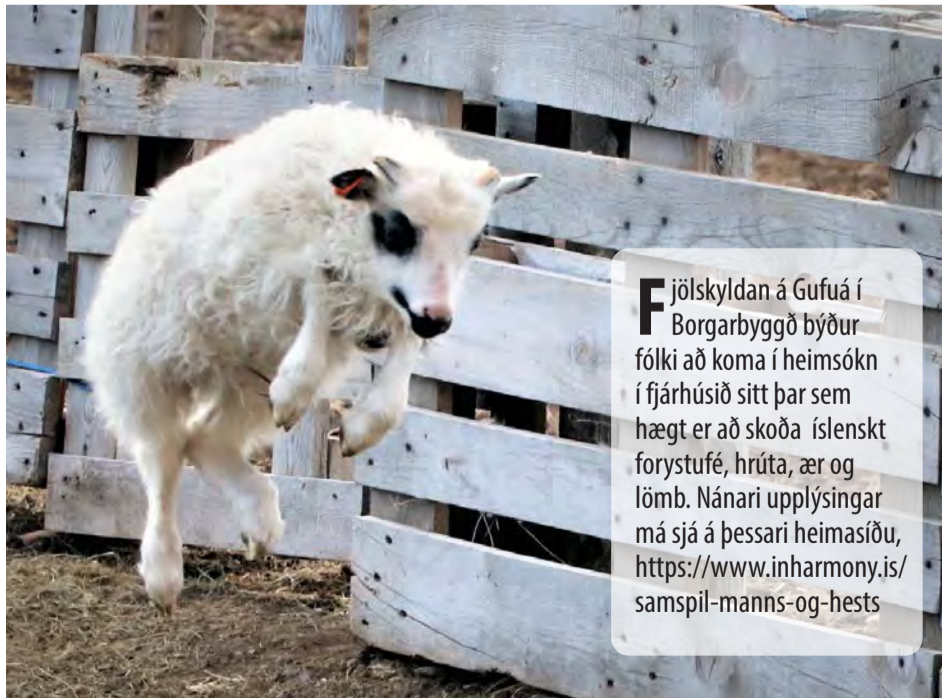 Fjölskyldan á Gufuá í
Borgarbyggð býður
fólki að koma í heimsókn
í fjárhúsið sitt þar sem
hægt er að skoða íslenskt
forystufé, hrúta, ær og
lömb. Nánari upplýsingar
má sjá á þessari heimasíðu,
https://www.inharmony.is/
samspil-manns-og-hests